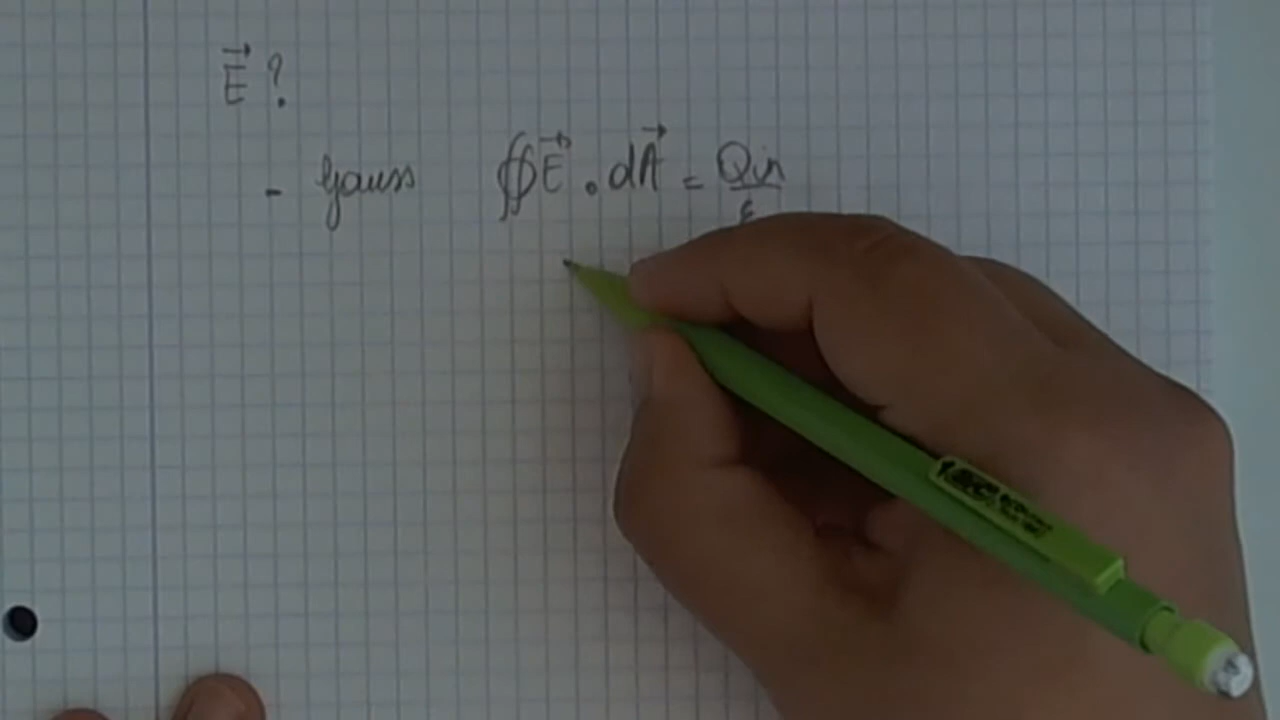 E⃗ ?
- Gauss ∯E⃗ . dA⃗ = Qin/ε